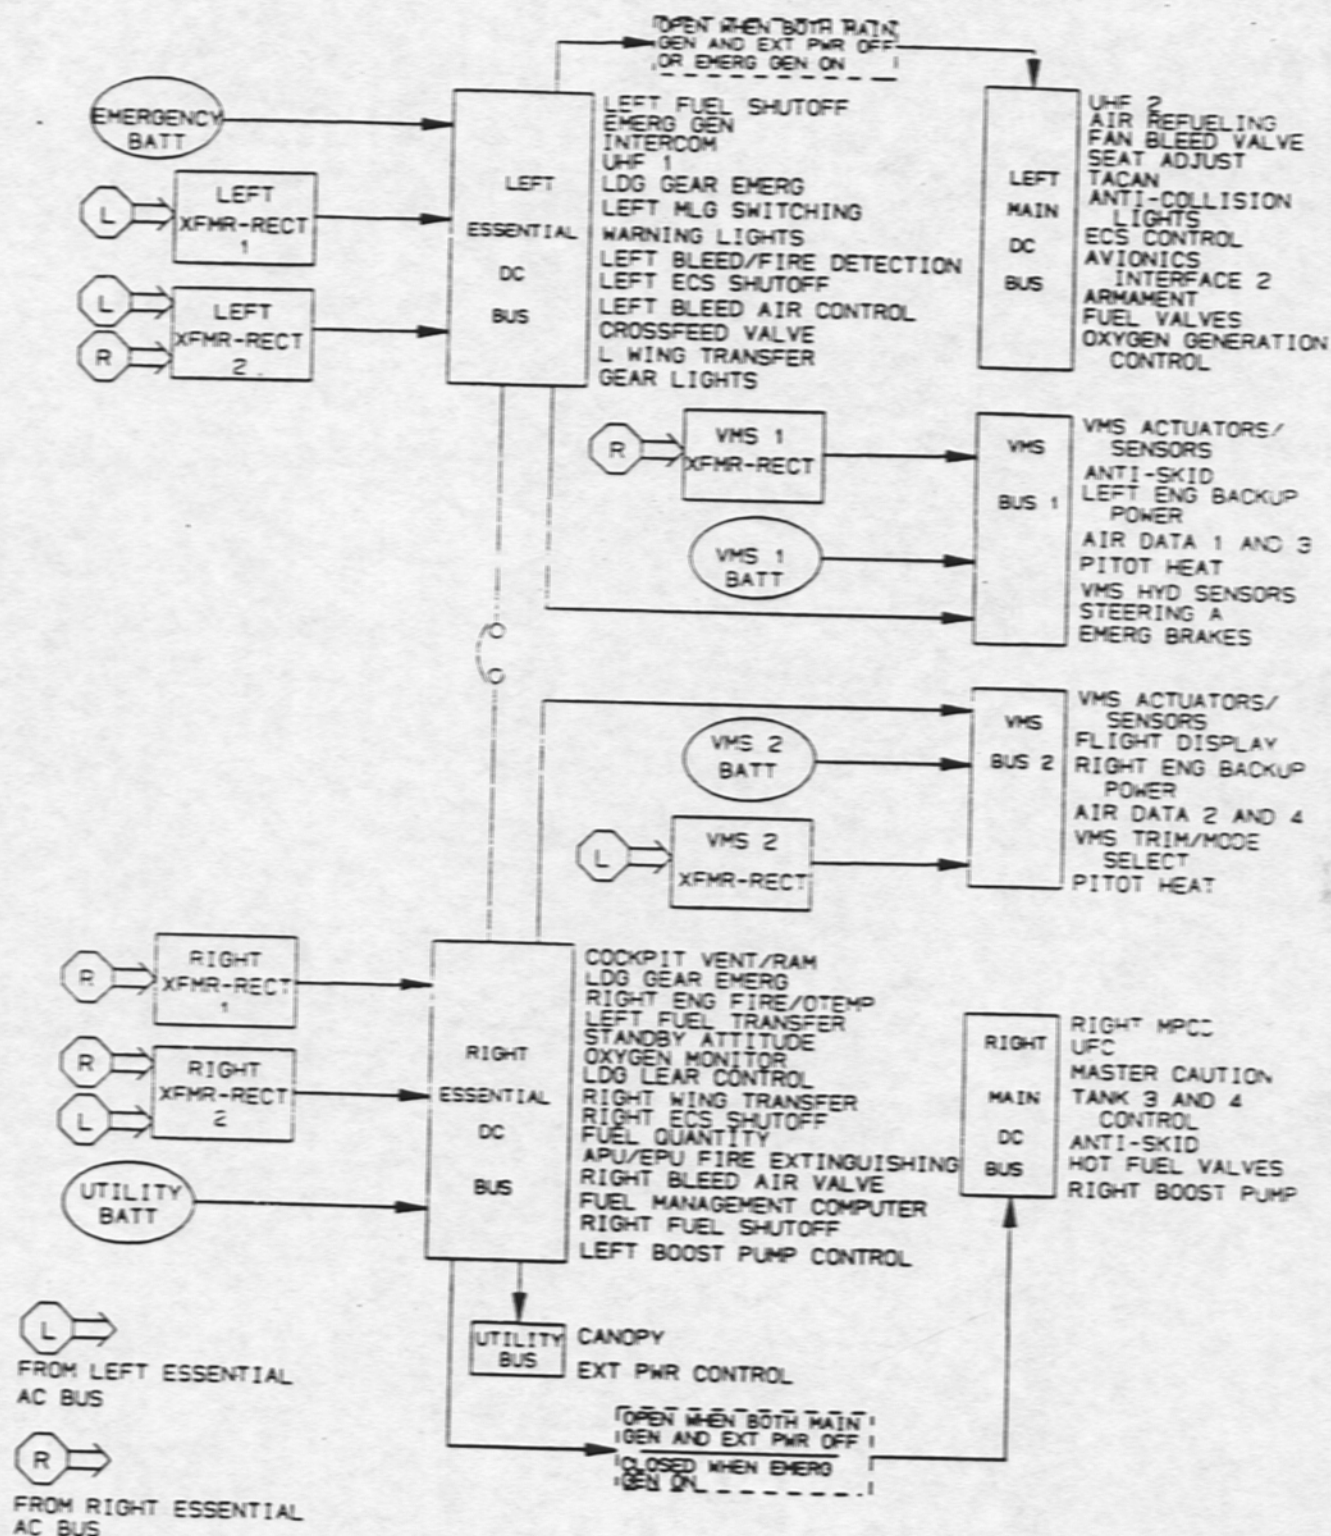 OPEN WHEN BOTH MAIN
GEN AND EXT PWR OFF
OR EMERG GEN ON
EMERGENCY
BATT
L
LEFT
XFMR-RECT
1
L
R
LEFT
XFMR-RECT
2
LEFT
ESSENTIAL
DC
BUS
LEFT FUEL SHUTOFF
EMERG GEN
INTERCOM
UHF 1
LDG GEAR EMERG
LEFT MLG SWITCHING
WARNING LIGHTS
LEFT BLEED/FIRE DETECTION
LEFT ECS SHUTOFF
LEFT BLEED AIR CONTROL
CROSSFEED VALVE
L WING TRANSFER
GEAR LIGHTS
LEFT
MAIN
DC
BUS
UHF 2
AIR REFUELING
FAN BLEED VALVE
SEAT ADJUST
TACAN
ANTI-COLLISION
LIGHTS
ECS CONTROL
AVIONICS
INTERFACE 2
ARMAMENT
FUEL VALVES
OXYGEN GENERATION
CONTROL
R
VMS 1
XFMR-RECT
VMS 1
BATT
VMS
BUS 1
VMS ACTUATORS/
SENSORS
ANTI-SKID
LEFT ENG BACKUP
POWER
AIR DATA 1 AND 3
PITOT HEAT
VMS HYD SENSORS
STEERING A
EMERG BRAKES
VMS 2
BATT
L
VMS 2
XFMR-RECT
VMS
BUS 2
VMS ACTUATORS/
SENSORS
FLIGHT DISPLAY
RIGHT ENG BACKUP
POWER
AIR DATA 2 AND 4
VMS TRIM/MODE
SELECT
PITOT HEAT
R
RIGHT
XFMR-RECT
1
R
L
RIGHT
XFMR-RECT
2
UTILITY
BATT
RIGHT
ESSENTIAL
DC
BUS
COCKPIT VENT/RAM
LDG GEAR EMERG
RIGHT ENG FIRE/OTEMP
LEFT FUEL TRANSFER
STANDBY ATTITUDE
OXYGEN MONITOR
LDG LEAR CONTROL
RIGHT WING TRANSFER
RIGHT ECS SHUTOFF
FUEL QUANTITY
APU/EPU FIRE EXTINGUISHING
RIGHT BLEED AIR VALVE
FUEL MANAGEMENT COMPUTER
RIGHT FUEL SHUTOFF
LEFT BOOST PUMP CONTROL
RIGHT
MAIN
DC
BUS
RIGHT MPCD
UFC
MASTER CAUTION
TANK 3 AND 4
CONTROL
ANTI-SKID
HOT FUEL VALVES
RIGHT BOOST PUMP
UTILITY
BUS
CANOPY
EXT PWR CONTROL
OPEN WHEN BOTH MAIN
GEN AND EXT PWR OFF
CLOSED WHEN EMERG
GEN ON
L
FROM LEFT ESSENTIAL
AC BUS
R
FROM RIGHT ESSENTIAL
AC BUS